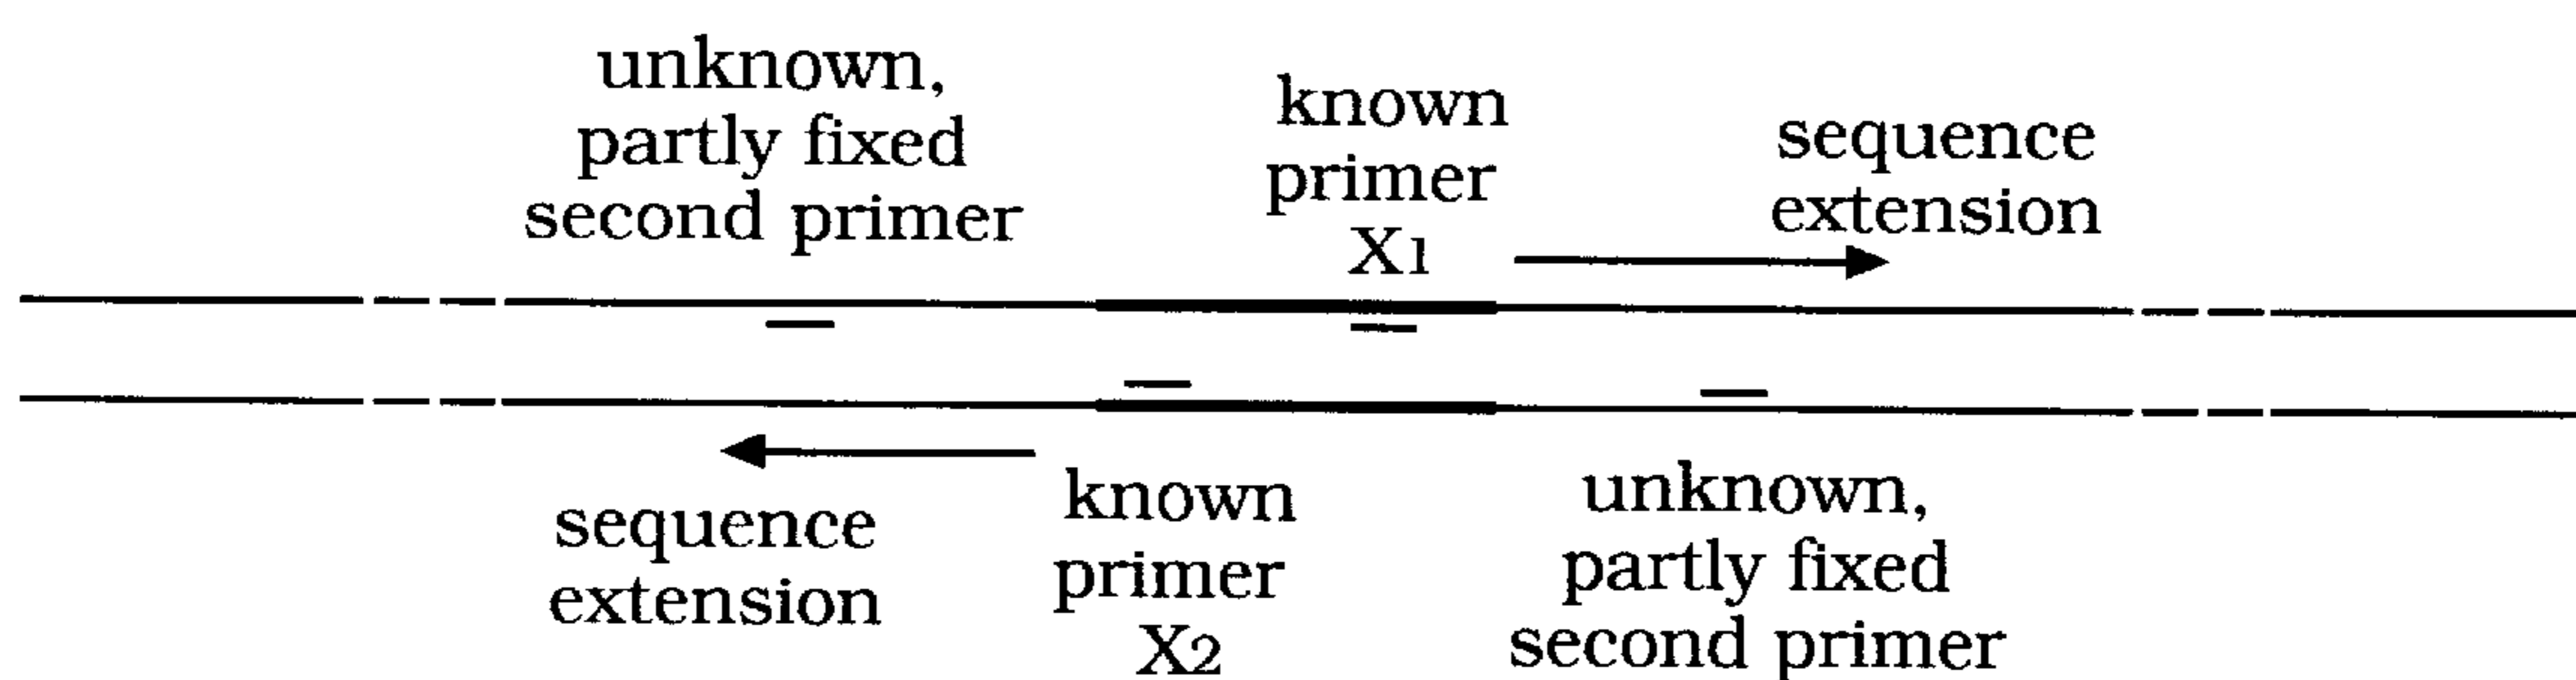 unknown,
partly fixed
second primer
known
primer
X1
sequence
extension
sequence
extension
known
primer
X2
unknown,
partly fixed
second primer